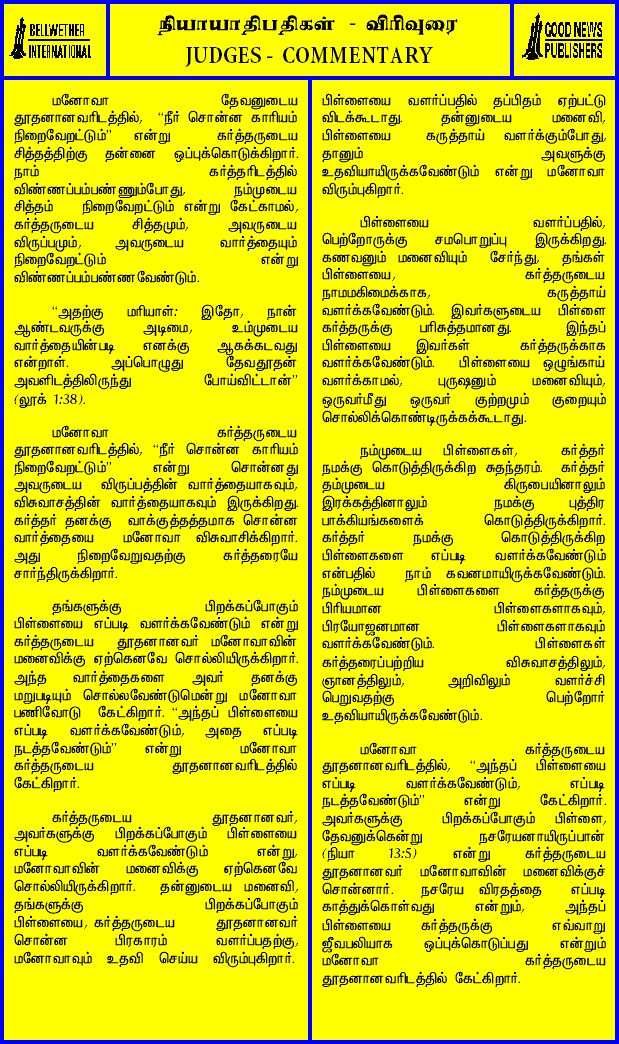 BELLWETHER
INTERNATIONAL
நியாயாதிபதிகள் - விரிவுரை
JUDGES - COMMENTARY
GOOD NEWS
PUBLISHERS
மனோவா தேவனுடைய
தூதனானவரிடத்தில், “நீர் சொன்ன காரியம்
நிறைவேறட்டும்” என்று கர்த்தருடைய
சித்தத்திற்கு தன்னை ஒப்புக்கொடுக்கிறார்.
நாம் கர்த்தரிடத்தில்
விண்ணப்பம்பண்ணும்போது, நம்முடைய
சித்தம் நிறைவேறட்டும் என்று கேட்காமல்,
கர்த்தருடைய சித்தமும், அவருடைய
விருப்பமும், அவருடைய வார்த்தையும்
நிறைவேறட்டும் என்று
விண்ணப்பம்பண்ணவேண்டும்.
“அதற்கு மரியாள்: இதோ, நான்
ஆண்டவருக்கு அடிமை, உம்முடைய
வார்த்தையின்படி எனக்கு ஆகக்கடவது
என்றாள். அப்பொழுது தேவதூதன்
அவளிடத்திலிருந்து போய்விட்டான்”
(லூக் 1:38).
மனோவா கர்த்தருடைய
தூதனானவரிடத்தில், “நீர் சொன்ன காரியம்
நிறைவேறட்டும்” என்று சொன்னது
அவருடைய விருப்பத்தின் வார்த்தையாகவும்,
விசுவாசத்தின் வார்த்தையாகவும் இருக்கிறது.
கர்த்தர் தனக்கு வாக்குத்தத்தமாக சொன்ன
வார்த்தையை மனோவா விசுவாசிக்கிறார்.
அது நிறைவேறுவதற்கு கர்த்தரையே
சார்ந்திருக்கிறார்.
தங்களுக்கு பிறக்கப்போகும்
பிள்ளையை எப்படி வளர்க்கவேண்டும் என்று
கர்த்தருடைய தூதனானவர் மனோவாவின்
மனைவிக்கு ஏற்கெனவே சொல்லியிருக்கிறார்.
அந்த வார்த்தைகளை அவர் தனக்கு
மறுபடியும் சொல்லவேண்டுமென்று மனோவா
பணிவோடு கேட்கிறார். “அந்தப் பிள்ளையை
எப்படி வளர்க்கவேண்டும், அதை எப்படி
நடத்தவேண்டும்” என்று மனோவா
கர்த்தருடைய தூதனானவரிடத்தில்
கேட்கிறார்.
கர்த்தருடைய தூதனானவர்,
அவர்களுக்கு பிறக்கப்போகும் பிள்ளையை
எப்படி வளர்க்கவேண்டும் என்று,
மனோவாவின் மனைவிக்கு ஏற்கெனவே
சொல்லியிருக்கிறார். தன்னுடைய மனைவி,
தங்களுக்கு பிறக்கப்போகும்
பிள்ளையை, கர்த்தருடைய தூதனானவர்
சொன்ன பிரகாரம் வளர்ப்பதற்கு,
மனோவாவும் உதவி செய்ய விரும்புகிறார்.
பிள்ளையை வளர்ப்பதில் தப்பிதம் ஏற்பட்டு
விடக்கூடாது. தன்னுடைய மனைவி,
பிள்ளையை கருத்தாய் வளர்க்கும்போது,
தானும் அவளுக்கு
உதவியாயிருக்கவேண்டும் என்று மனோவா
விரும்புகிறார்.
பிள்ளையை வளர்ப்பதில்,
பெற்றோருக்கு சமபொறுப்பு இருக்கிறது.
கணவனும் மனைவியும் சேர்ந்து, தங்கள்
பிள்ளையை, கர்த்தருடைய
நாமமகிமைக்காக, கருத்தாய்
வளர்க்கவேண்டும். இவர்களுடைய பிள்ளை
கர்த்தருக்கு பரிசுத்தமானது. இந்தப்
பிள்ளையை இவர்கள் கர்த்தருக்காக
வளர்க்கவேண்டும். பிள்ளையை ஒழுங்காய்
வளர்க்காமல், புருஷனும் மனைவியும்,
ஒருவர்மீது ஒருவர் குற்றமும் குறையும்
சொல்லிக்கொண்டிருக்கக்கூடாது.
நம்முடைய பிள்ளைகள், கர்த்தர்
நமக்கு கொடுத்திருக்கிற சுதந்தரம். கர்த்தர்
தம்முடைய கிருபையினாலும்
இரக்கத்தினாலும் நமக்கு புத்திர
பாக்கியங்களைக் கொடுத்திருக்கிறார்.
கர்த்தர் நமக்கு கொடுத்திருக்கிற
பிள்ளைகளை எப்படி வளர்க்கவேண்டும்
என்பதில் நாம் கவனமாயிருக்கவேண்டும்.
நம்முடைய பிள்ளைகளை கர்த்தருக்கு
பிரியமான பிள்ளைகளாகவும்,
பிரயோஜனமான பிள்ளைகளாகவும்
வளர்க்கவேண்டும். பிள்ளைகள்
கர்த்தரைப்பற்றிய விசுவாசத்திலும்,
ஞானத்திலும், அறிவிலும் வளர்ச்சி
பெறுவதற்கு பெற்றோர்
உதவியாயிருக்கவேண்டும்.
மனோவா கர்த்தருடைய
தூதனானவரிடத்தில், “அந்தப் பிள்ளையை
எப்படி வளர்க்கவேண்டும், எப்படி
நடத்தவேண்டும்” என்று கேட்கிறார்.
அவர்களுக்கு பிறக்கப்போகும் பிள்ளை,
தேவனுக்கென்று நசரேயனாயிருப்பான்
(நியா 13:5) என்று கர்த்தருடைய
தூதனானவர் மனோவாவின் மனைவிக்குச்
சொன்னார். நசரேய விரதத்தை எப்படி
காத்துக்கொள்வது என்றும், அந்தப்
பிள்ளையை கர்த்தருக்கு எவ்வாறு
ஜீவபலியாக ஒப்புக்கொடுப்பது என்றும்
மனோவா கர்த்தருடைய
தூதனானவரிடத்தில் கேட்கிறார்.